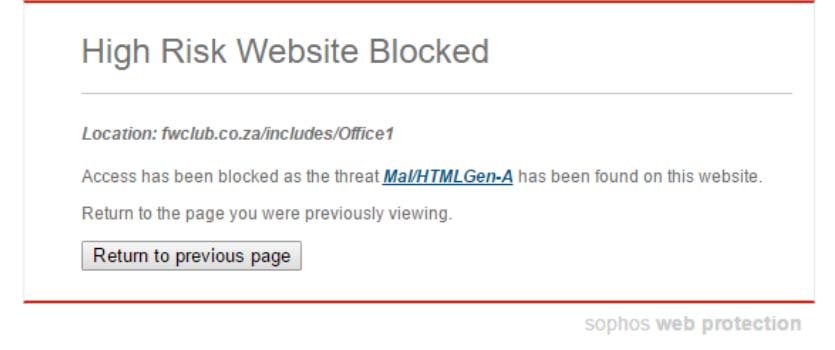 High Risk Website Blocked
Location: fwclub.co.za/includes/Office1
Access has been blocked as the threat Mal/HTMLGen-A has been found on this website.
Return to the page you were previously viewing.
Return to previous page
sophos web protection